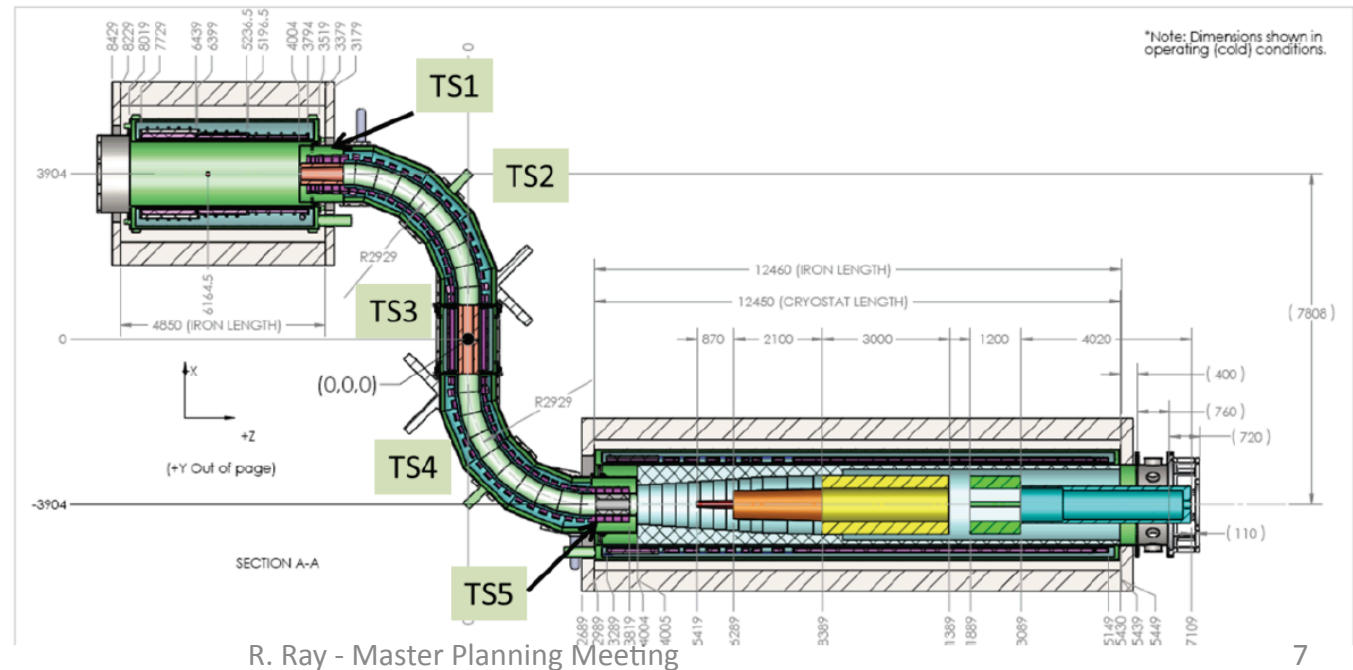 8429
8229
8019
7729
6439
6399
5236.5
5196.5
4004
3794
3519
3379
3179
0
*Note: Dimensions shown in
operating (cold) conditions.
TS1
TS2
3904
R2929
6164.5
4850 (IRON LENGTH)
TS3
0
(0,0,0)
12460 (IRON LENGTH)
12450 (CRYOSTAT LENGTH)
( 7808 )
870
2100
3000
1200
4020
( 400 )
( 760 )
( 720 )
X
+Z
(+Y Out of page)
R2929
TS4
-3904
( 110 )
SECTION A-A
TS5
2689
2989
3289
3819
4004
4005
5419
6289
8389
1389
1889
3089
5149
5430
5439
5449
7109
R. Ray - Master Planning Meeting
7